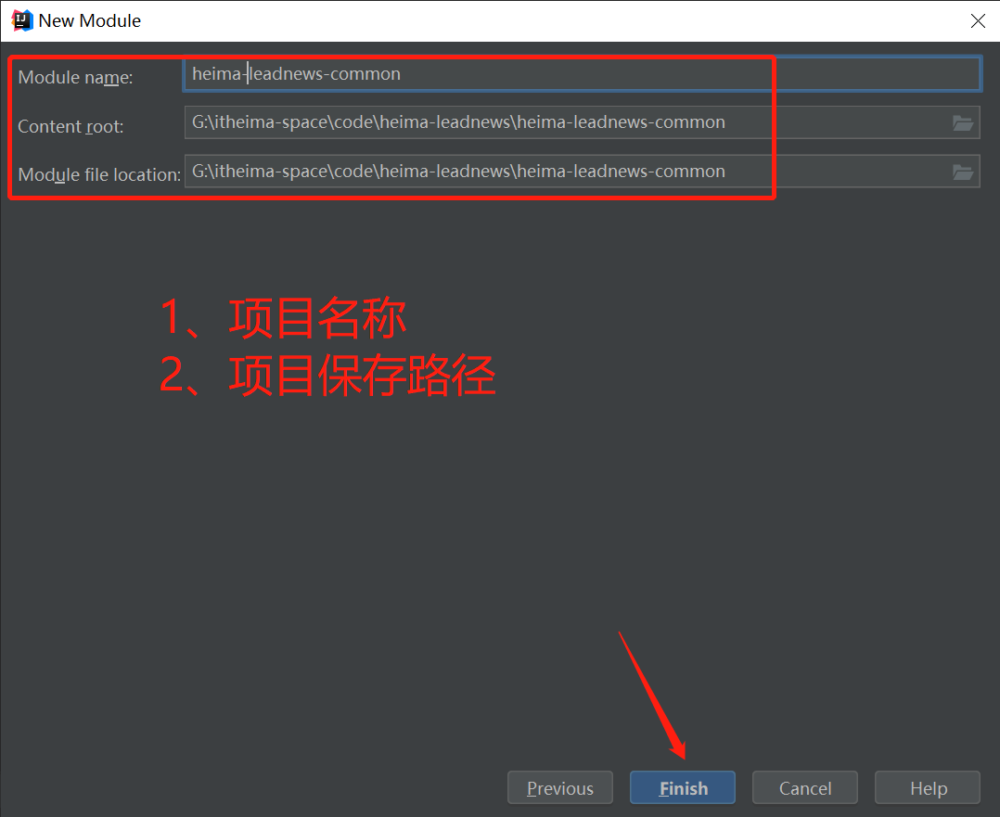 New Module
Module name: heima-leadnews-common
Content root: G:\itheima-space\code\heima-leadnews\heima-leadnews-common
Module file location: G:\itheima-space\code\heima-leadnews\heima-leadnews-common
1、项目名称
2、项目保存路径
Previous Finish Cancel Help